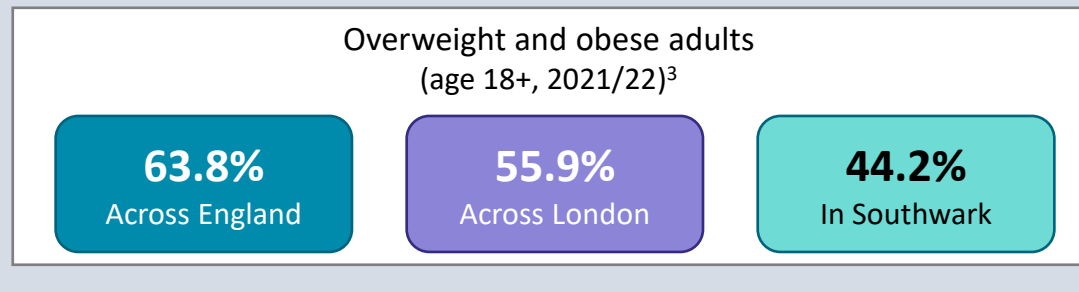 Overweight and obese adults
(age 18+, 2021/22)³
63.8%
Across England
55.9%
Across London
44.2%
In Southwark